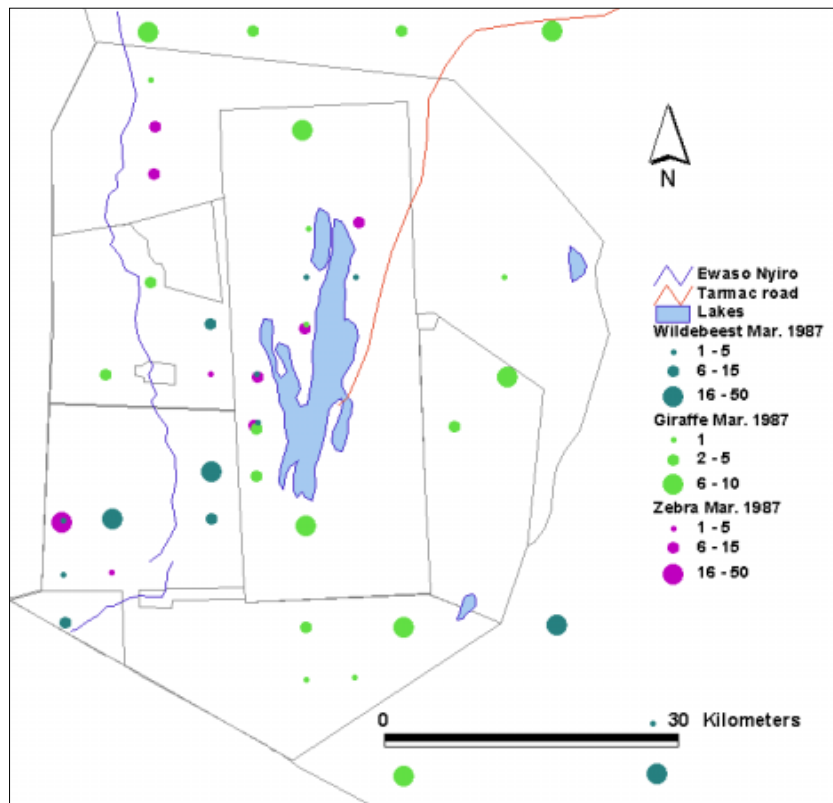 N
Ewaso Nyiro
Tarmac road
Lakes
Wildebeest Mar. 1987
1 - 5
6 - 15
16 - 50
Giraffe Mar. 1987
1
2 - 5
6 - 10
Zebra Mar. 1987
1 - 5
6 - 15
16 - 50
0 30 Kilometers